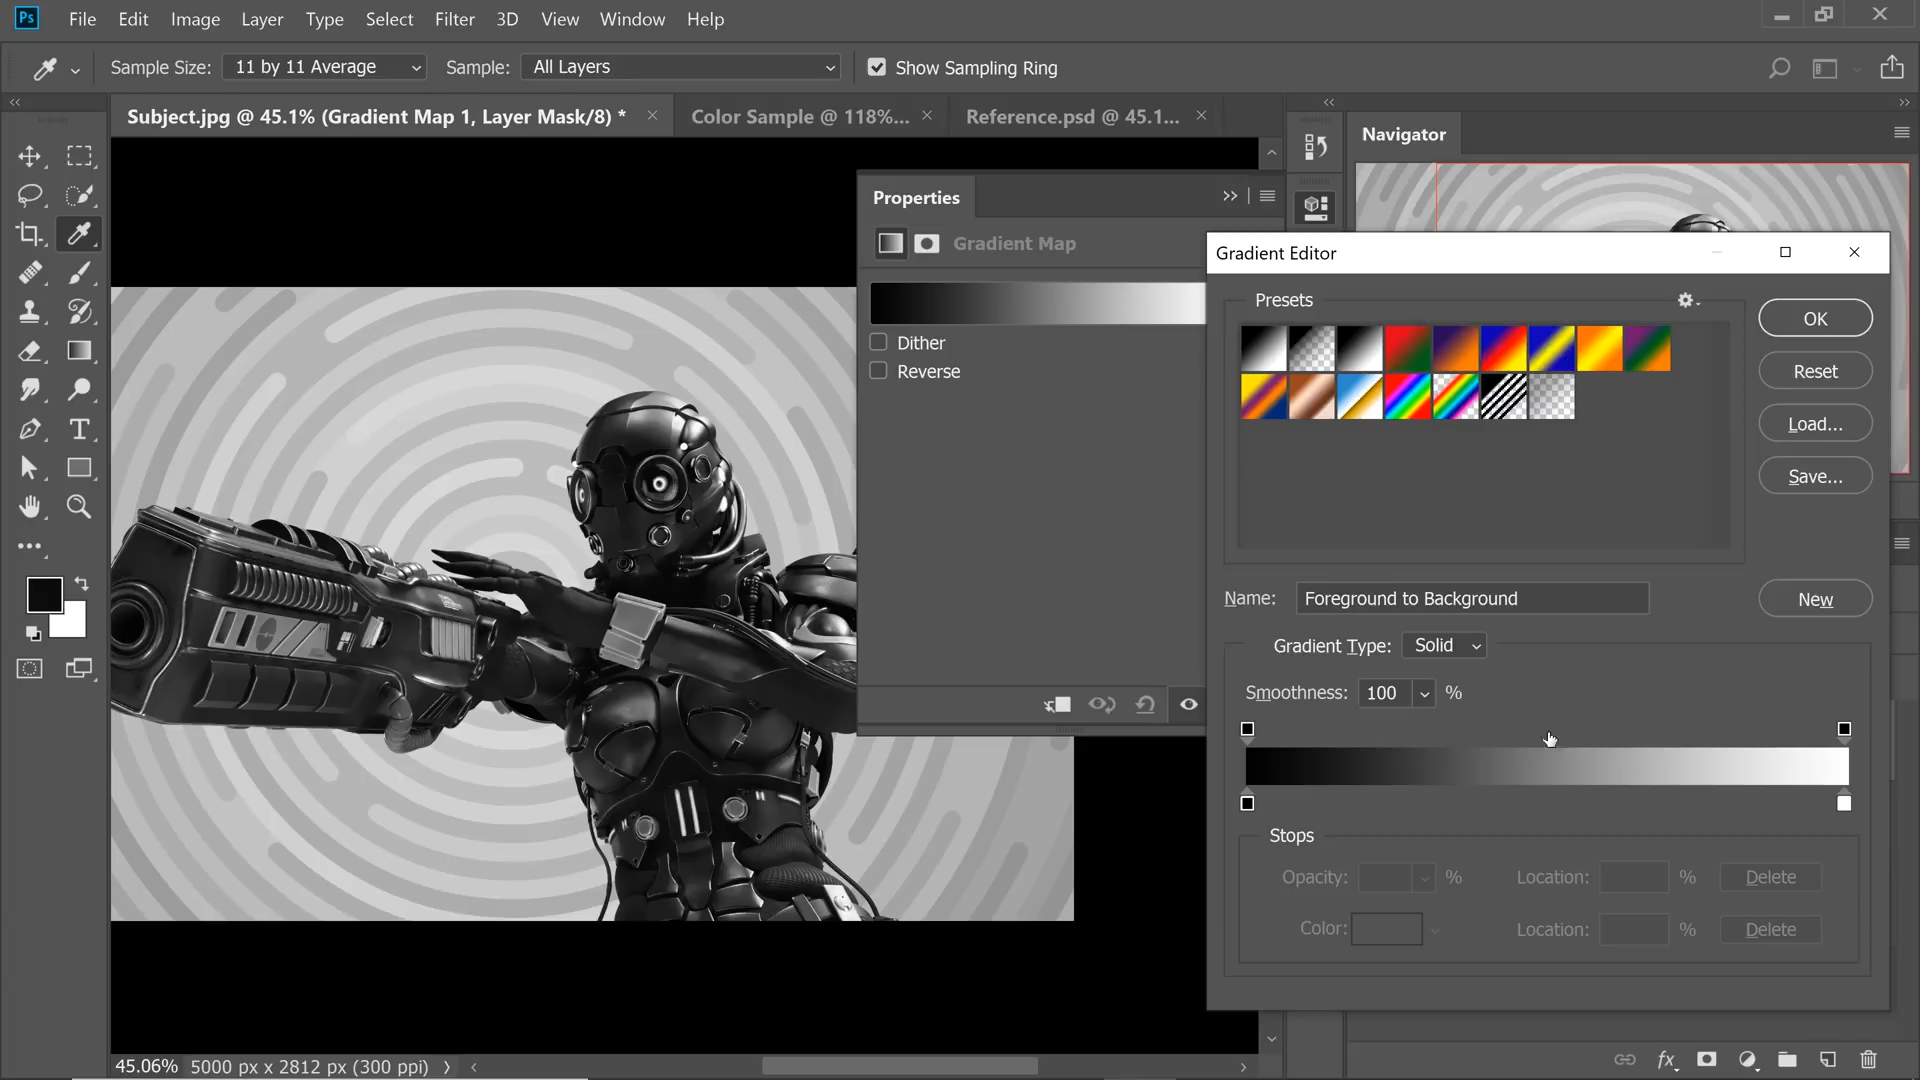 Ps File Edit Image Layer Type Select Filter 3D View Window Help
Sample Size: 11 by 11 Average Sample: All Layers Show Sampling Ring
Subject.jpg @ 45.1% (Gradient Map 1, Layer Mask/8) * Color Sample @ 118%... Reference.psd @ 45.1...
Navigator
Properties
Gradient Map
Dither
Reverse
Gradient Editor
Presets
OK
Reset
Load...
Save...
Name: Foreground to Background
New
Gradient Type: Solid
Smoothness: 100 %
Stops
Opacity: % Location: % Delete
Color: Location: % Delete
45.06% 5000 px x 2812 px (300 ppi)
fx